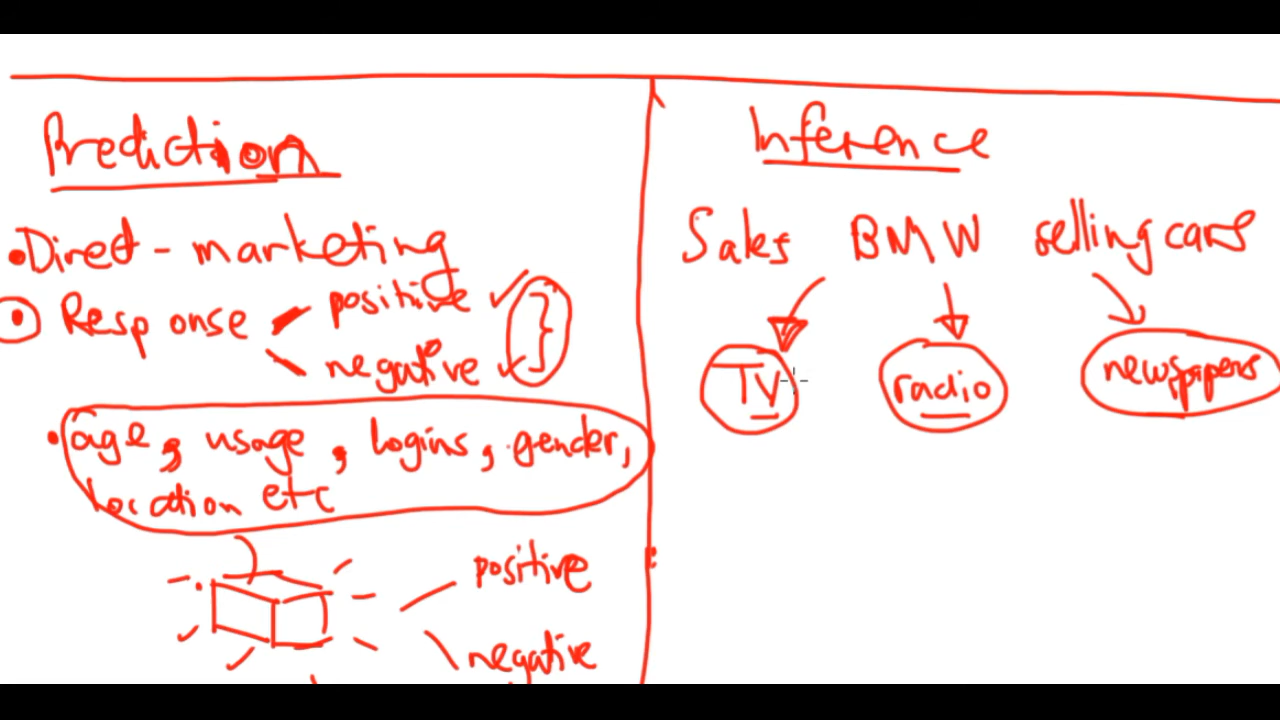 Prediction
• Direct - marketing
• Response positive
negative
• age, usage, logins, gender,
location etc
positive
negative
Inference
Sales BMW selling cars
TV radio newspapers